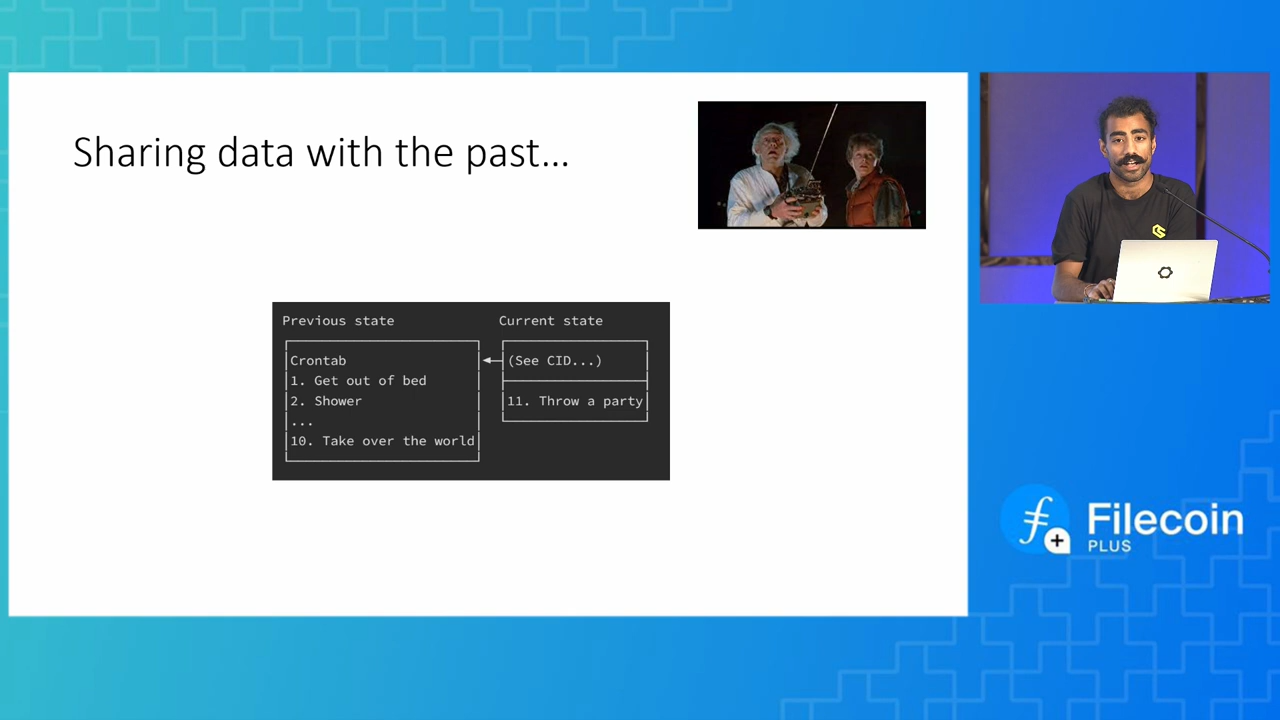 Sharing data with the past...
Previous state
Current state
Crontab
(See CID...)
1. Get out of bed
2. Shower
11. Throw a party
...
10. Take over the world
Filecoin
PLUS